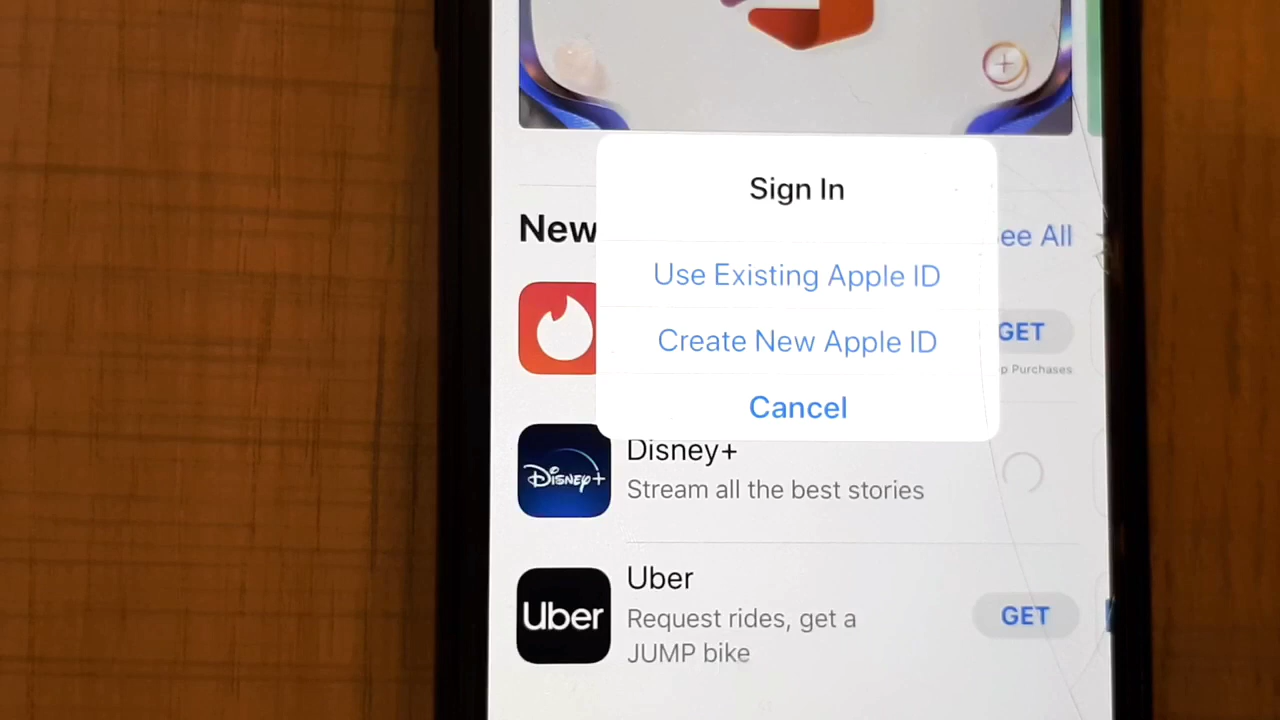 Sign In
New
See All
Use Existing Apple ID
GET
Create New Apple ID
p Purchases
Cancel
Disney+
Disney+
Stream all the best stories
Uber
Uber
Request rides, get a
GET
JUMP bike